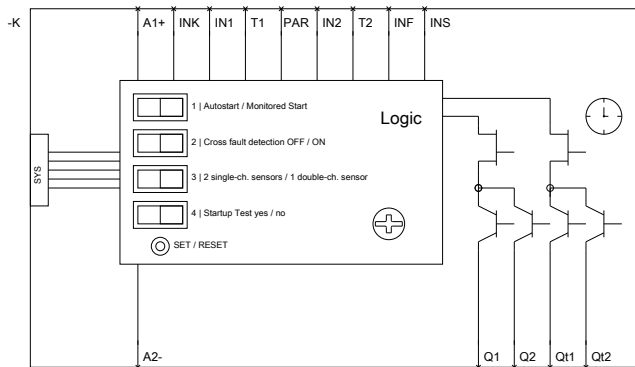 -K
A1+ INK IN1 T1 PAR IN2 T2 INF INS
1 | Autostart / Monitored Start
Logic
2 | Cross fault detection OFF / ON
SYS
3 | 2 single-ch. sensors / 1 double-ch. sensor
4 | Startup Test yes / no
SET / RESET
A2- Q1 Q2 Qt1 Qt2